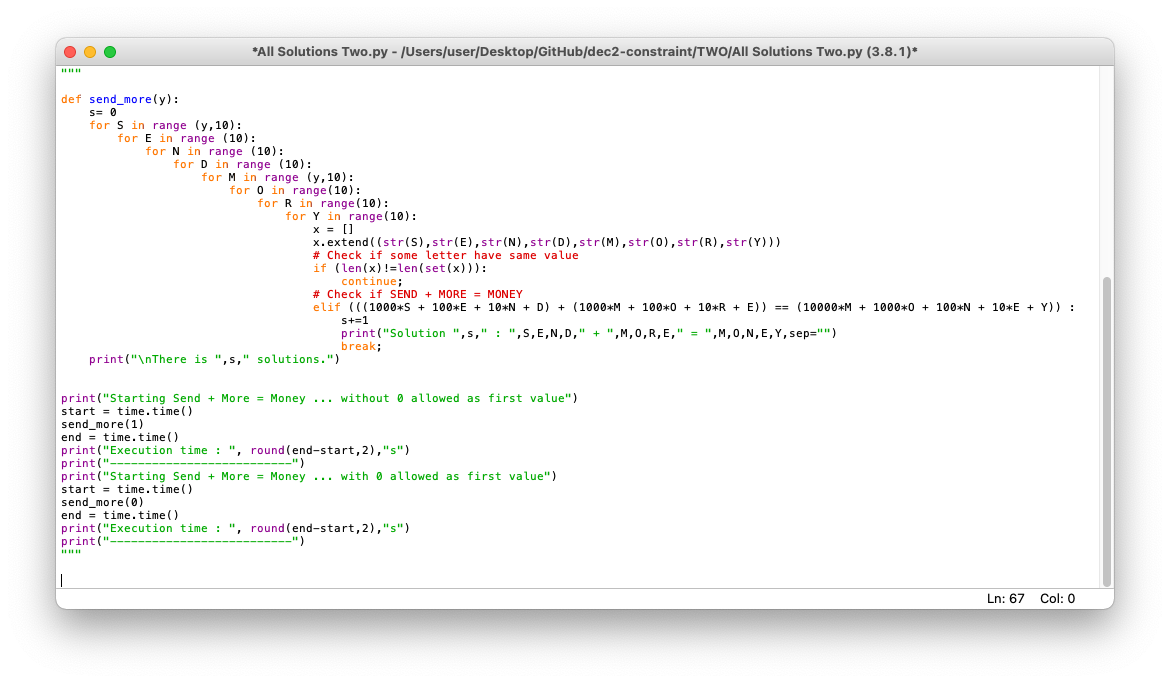 *All Solutions Two.py - /Users/user/Desktop/GitHub/dec2-constraint/TWO/All Solutions Two.py (3.8.1)*
"""

def send_more(y):
    s= 0
    for S in range (y,10):
        for E in range (10):
            for N in range (10):
                for D in range (10):
                    for M in range (y,10):
                        for O in range(10):
                            for R in range(10):
                                for Y in range(10):
                                    x = []
                                    x.extend((str(S),str(E),str(N),str(D),str(M),str(O),str(R),str(Y)))
                                    # Check if some letter have same value
                                    if (len(x)!=len(set(x))):
                                        continue;
                                    # Check if SEND + MORE = MONEY
                                    elif (((1000*S + 100*E + 10*N + D) + (1000*M + 100*O + 10*R + E)) == (10000*M + 1000*O + 100*N + 10*E + Y)) :
                                        s+=1
                                        print("Solution ",s," : ",S,E,N,D," + ",M,O,R,E," = ",M,O,N,E,Y,sep="")
                                        break;
    print("\nThere is ",s," solutions.")


print("Starting Send + More = Money ... without 0 allowed as first value")
start = time.time()
send_more(1)
end = time.time()
print("Execution time : ", round(end-start,2),"s")
print("--------------------------")
print("Starting Send + More = Money ... with 0 allowed as first value")
start = time.time()
send_more(0)
end = time.time()
print("Execution time : ", round(end-start,2),"s")
print("--------------------------")
"""

Ln: 67 Col: 0